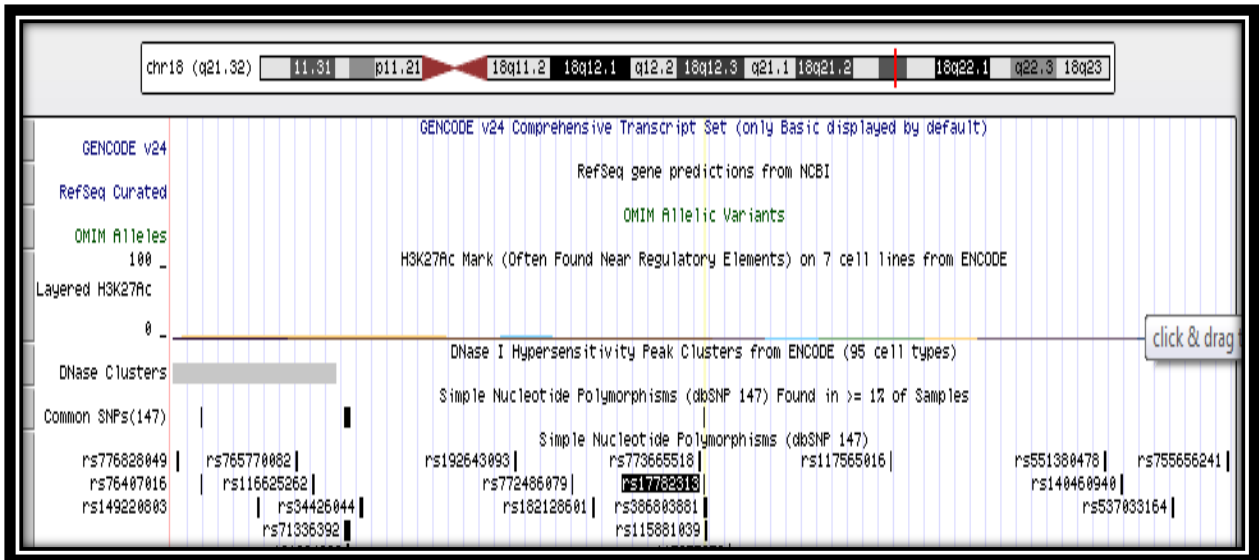 chr18 (q21.32) 11.31 p11.21 18q11.2 18q12.1 q12.2 18q12.3 q21.1 18q21.2 18q22.1 q22.3 18q23
GENCODE v24 Comprehensive Transcript Set (only Basic displayed by default)
GENCODE v24
RefSeq gene predictions from NCBI
RefSeq Curated
OMIM Allelic Variants
OMIM Alleles
100 _
H3K27Ac Mark (Often Found Near Regulatory Elements) on 7 cell lines from ENCODE
Layered H3K27Ac
0 _
click & drag
DNase I Hypersensitivity Peak Clusters from ENCODE (95 cell types)
DNase Clusters
Simple Nucleotide Polymorphisms (dbSNP 147) Found in >= 1% of Samples
Common SNPs(147)
Simple Nucleotide Polymorphisms (dbSNP 147)
rs776828049 rs765770082 rs192643093 rs773665518 rs117565016 rs551380478 rs755656241
rs76407016 rs116625262 rs772486079 rs17782313 rs140460940
rs149220803 rs34426044 rs182128601 rs386803881 rs537033164
rs71336392 rs115881039